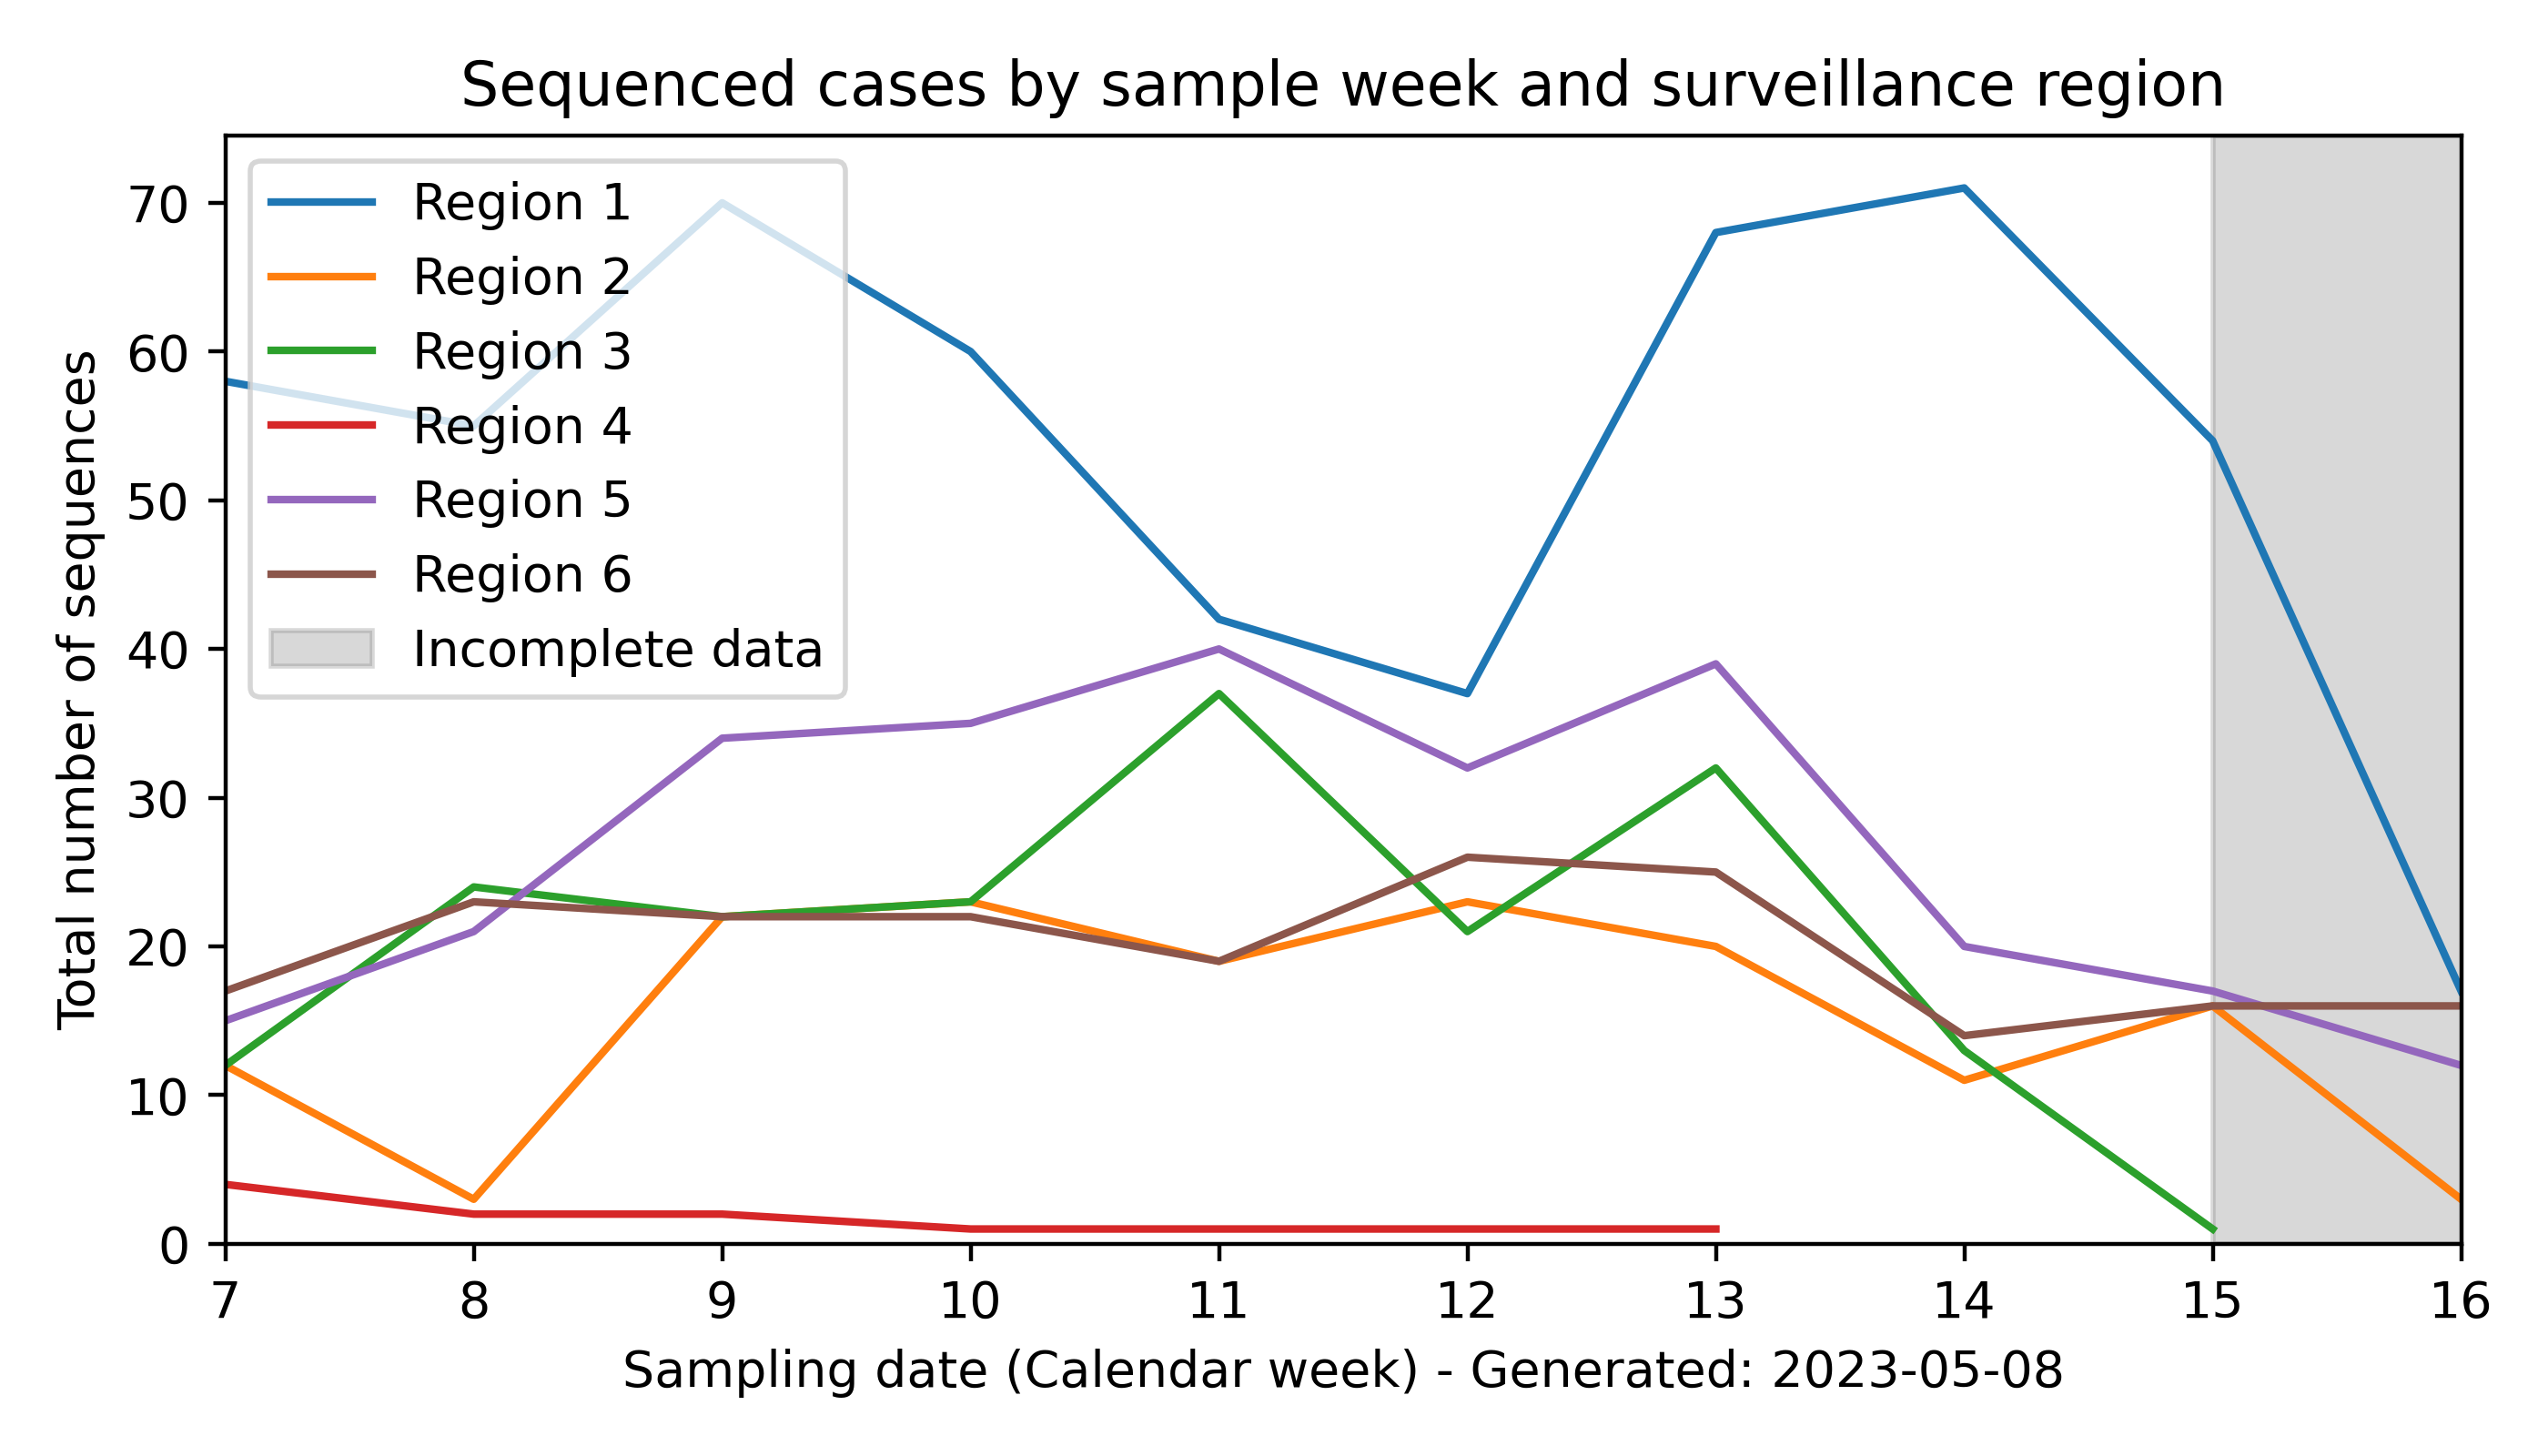 Sequenced cases by sample week and surveillance region
Region 1
Region 2
Region 3
Region 4
Region 5
Region 6
Incomplete data
Total number of sequences
70
60
50
40
30
20
10
0
7 8 9 10 11 12 13 14 15 16
Sampling date (Calendar week) - Generated: 2023-05-08